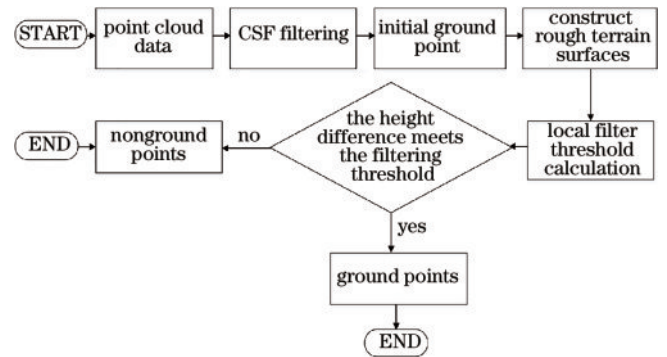 START
point cloud
data
CSF filtering
initial ground
point
construct
rough terrain
surfaces
local filter
threshold
calculation
the height
difference meets
the filtering
threshold
no
nonground
points
END
yes
ground points
END